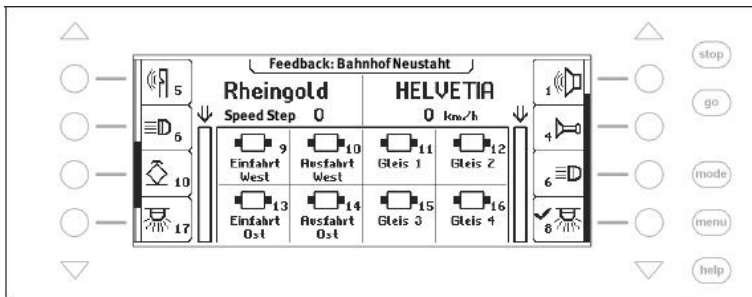 Feedback: Bahnhof Neustaht
Rheingold
HELVETIA
Speed Step 0
0 km/h
5
6
10
17
9
Einfahrt
West
10
Ausfahrt
West
11
Gleis 1
12
Gleis 2
13
Einfahrt
Ost
14
Ausfahrt
Ost
15
Gleis 3
16
Gleis 4
1
4
6
8
stop
go
mode
menu
help